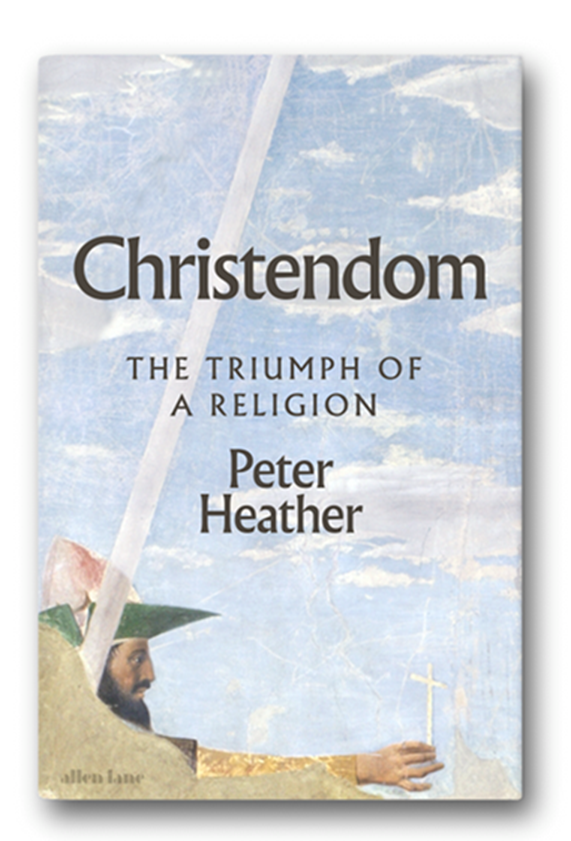 Christendom
THE TRIUMPH OF
A RELIGION
Peter
Heather
allen lane